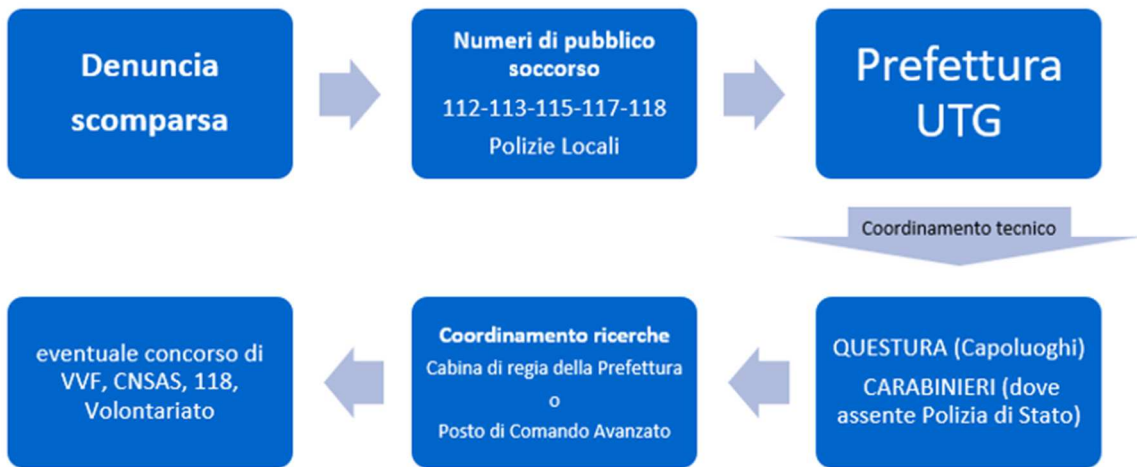 Denuncia
scomparsa
Numeri di pubblico
soccorso
112-113-115-117-118
Polizie Locali
Prefettura
UTG
Coordinamento tecnico
QUESTURA (Capoluoghi)
CARABINIERI (dove
assente Polizia di Stato)
Coordinamento ricerche
Cabina di regia della Prefettura
o
Posto di Comando Avanzato
eventuale concorso di
VVF, CNSAS, 118,
Volontariato